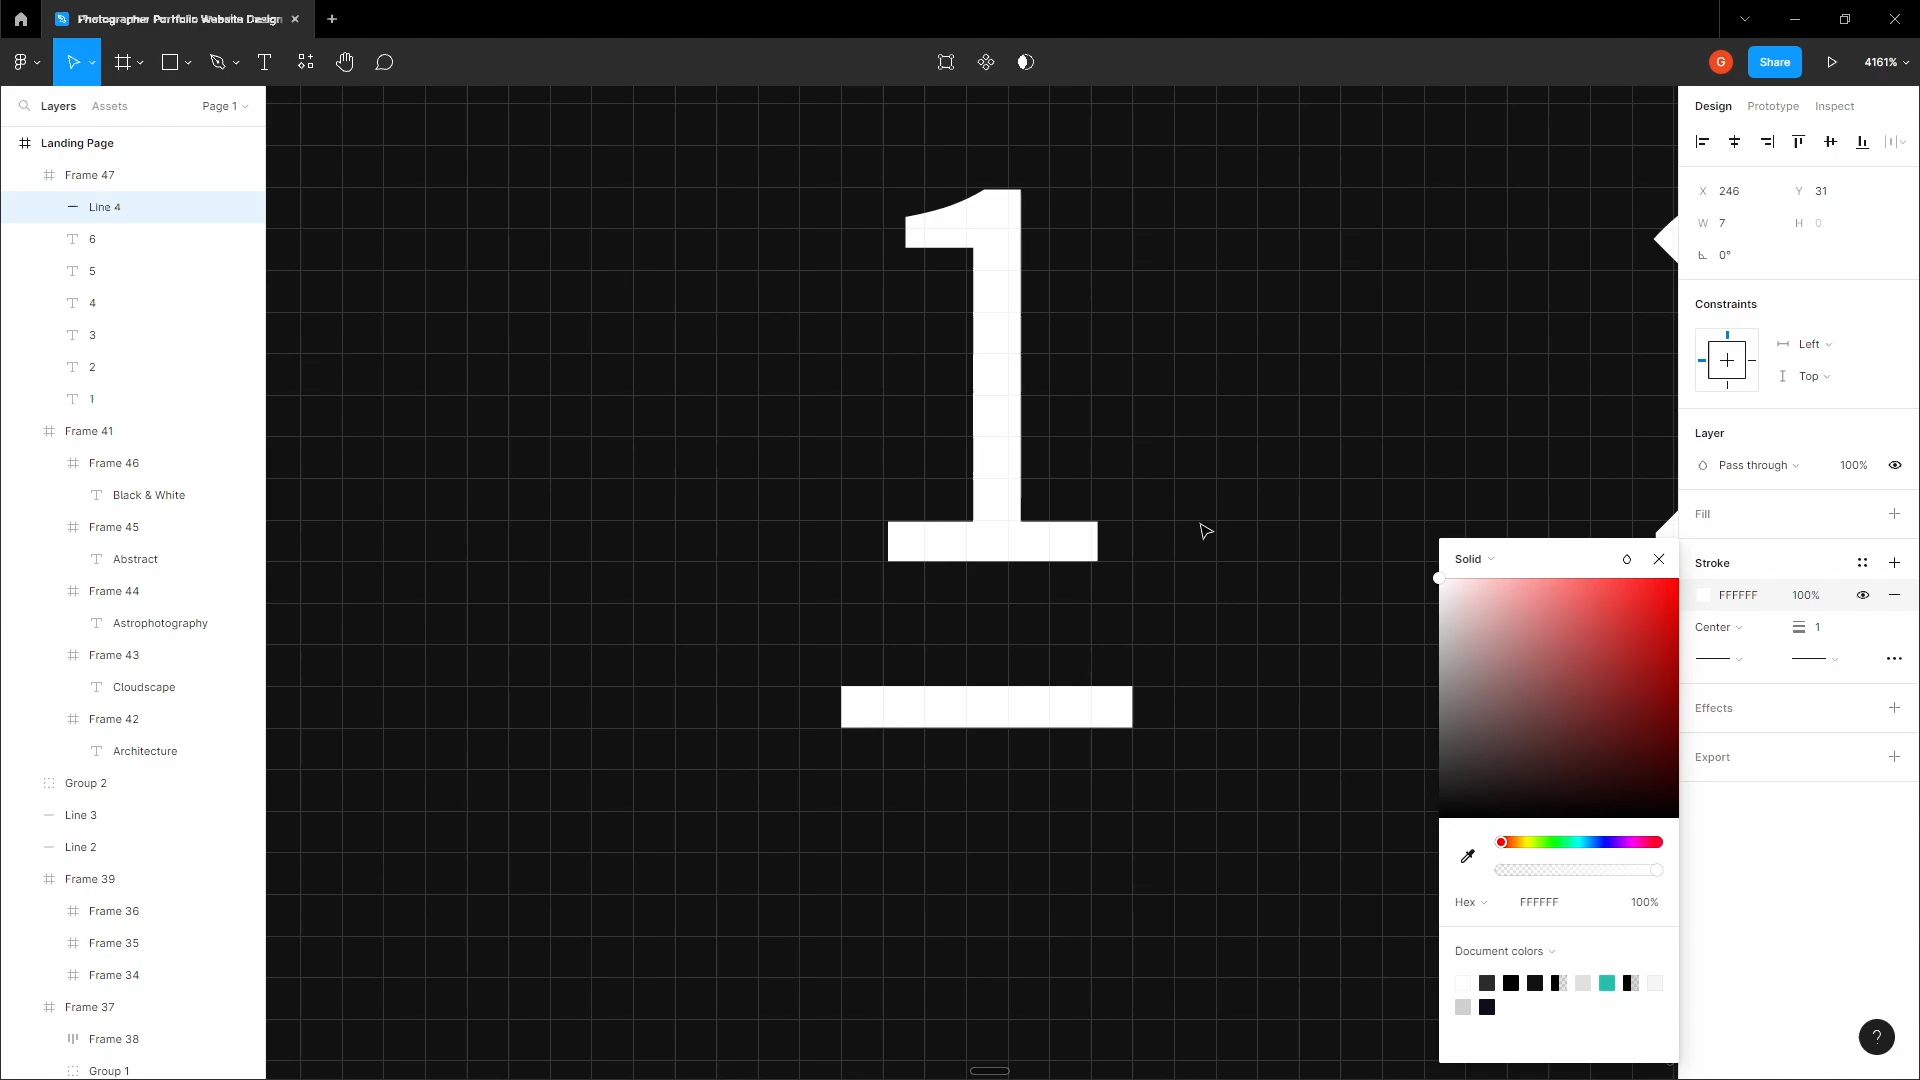 Share
4161%
G
Layers
Assets
Page 1
Landing Page
Frame 47
Line 4
6
5
4
3
2
1
Frame 41
Frame 46
Black & White
Frame 45
Abstract
Frame 44
Astrophotography
Frame 43
Cloudscape
Frame 42
Architecture
Group 2
Line 3
Line 2
Frame 39
Frame 36
Frame 35
Frame 34
Frame 37
Frame 38
Group 1
1
Design
Prototype
Inspect
X 246
Y 31
W 7
H 0
0°
Constraints
Left
Top
Layer
Pass through
100%
Fill
Stroke
FFFFFF
100%
Center
1
Effects
Export
Solid
Hex
FFFFFF
100%
Document colors
?